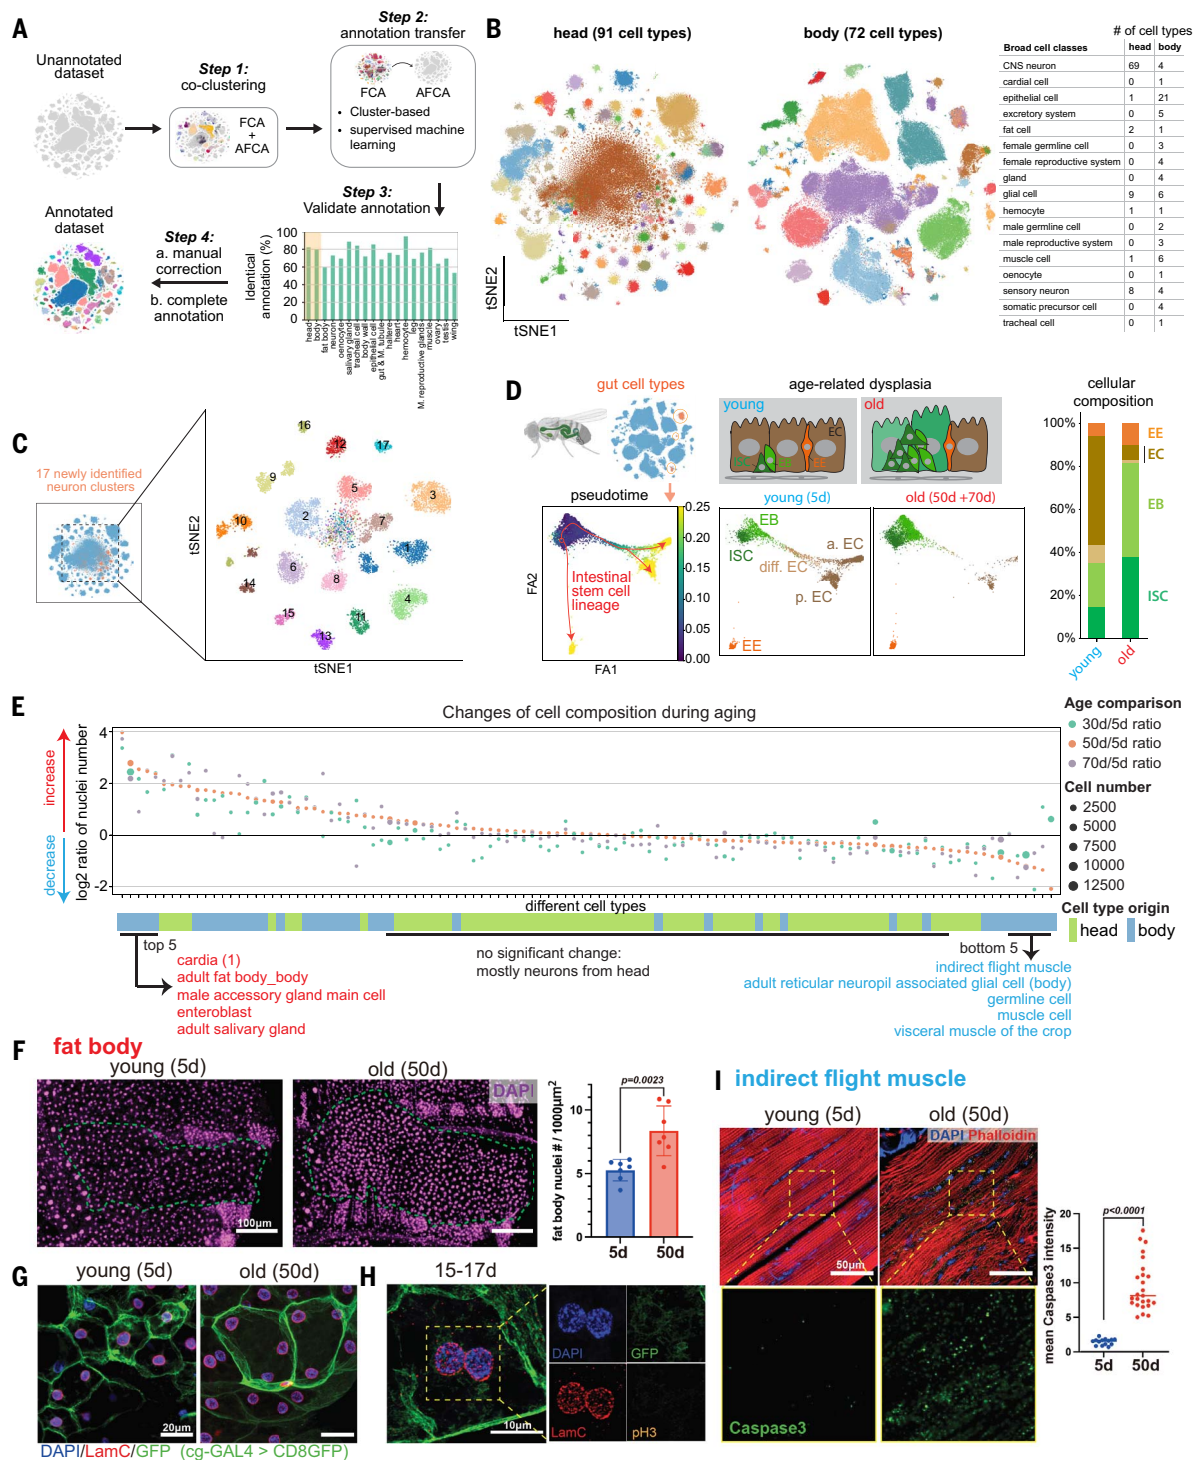 A
Unannotated
dataset
Step 1:
co-clustering
FCA
+
AFCA
Step 2:
annotation transfer
FCA
AFCA
• Cluster-based
• supervised machine
learning
Step 3:
Validate annotation
Annotated
dataset
Step 4:
a. manual
correction
b. complete
annotation
Identical
annotation (%)
100
80
60
40
20
0
head
body
fat body
neuron
oenocyte
salivary gland
tracheal cell
body wall
epithelial cell
gut & M. tubule
haltere
heart
hemocyte
leg
M. reproductive glands
muscle
ovary
testis
wing
B
head (91 cell types)
body (72 cell types)
tSNE2
tSNE1
# of cell types
Broad cell classes head body
CNS neuron 69 4
cardial cell 0 1
epithelial cell 1 21
excretory system 0 5
fat cell 2 1
female germline cell 0 3
female reproductive system 0 4
gland 0 4
glial cell 9 6
hemocyte 1 1
male germline cell 0 2
male reproductive system 0 3
muscle cell 1 6
oenocyte 0 1
sensory neuron 8 4
somatic precursor cell 0 4
tracheal cell 0 1
C
17 newly identified
neuron clusters
tSNE2
tSNE1
16
12
17
9
5
3
10
2
7
1
6
8
14
4
15
11
13
D
gut cell types
age-related dysplasia
young
old
EC
EE
pseudotime
0.25
0.20
0.15
0.10
0.05
0.00
Intestinal
stem cell
lineage
FA2
FA1
young (5d)
old (50d +70d)
EB
ISC
a. EC
diff. EC
p. EC
EE
cellular
composition
100%
80%
60%
40%
20%
0%
EE
EC
EB
ISC
young
old
E
Changes of cell composition during aging
increase
decrease
log2 ratio of nuclei number
4
2
0
-2
different cell types
Age comparison
30d/5d ratio
50d/5d ratio
70d/5d ratio
Cell number
2500
5000
7500
10000
12500
Cell type origin
head
body
top 5
cardia (1)
adult fat body_body
male accessory gland main cell
enteroblast
adult salivary gland
no significant change:
mostly neurons from head
bottom 5
indirect flight muscle
adult reticular neuropil associated glial cell (body)
germline cell
muscle cell
visceral muscle of the crop
F
fat body
young (5d)
old (50d)
DAPI
100µm
fat body nuclei # / 1000µm²
p=0.0023
10
5
0
5d
50d
G
young (5d)
old (50d)
20µm
DAPI/LamC/GFP (cg-GAL4 > CD8GFP)
H
15-17d
10µm
DAPI
GFP
LamC
pH3
I
indirect flight muscle
young (5d)
old (50d)
DAPI Phalloidin
50µm
Caspase3
mean Caspase3 intensity
p<0.0001
20
15
10
5
0
5d
50d